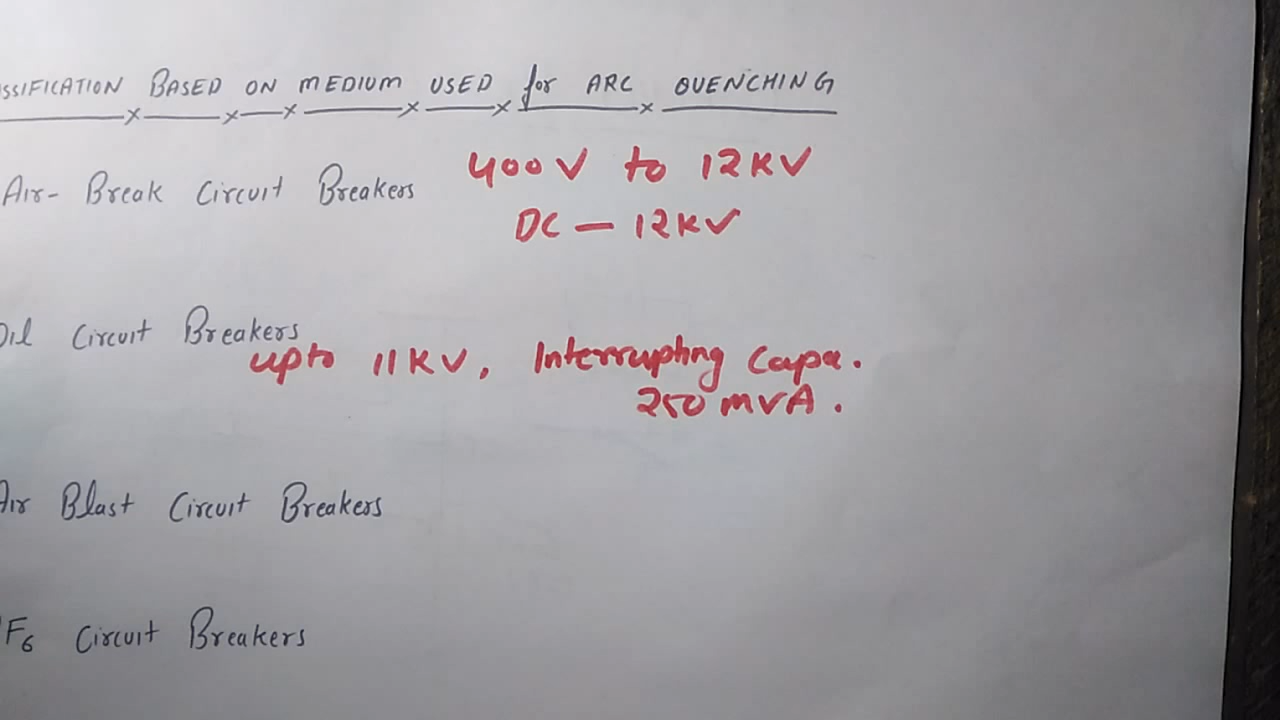 SSIFICATION BASED ON MEDIUM USED for ARC QUENCHING
Air- Break Circuit Breakers 400V to 12KV
DC — 12KV
Oil Circuit Breakers
upto 11KV, Interrupting Capa.
250 MVA.
Air Blast Circuit Breakers
F6 Circuit Breakers